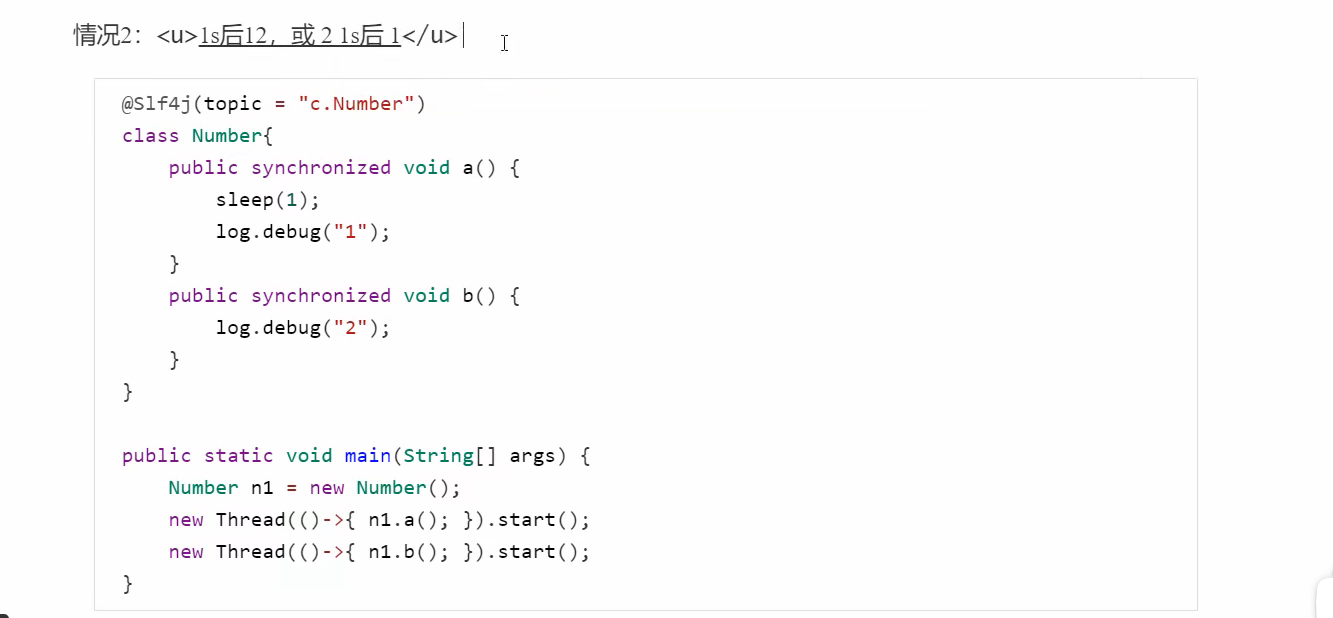 情况2：<u>1s后12，或 2 1s后 1</u>
@Slf4j(topic = "c.Number")
class Number{
    public synchronized void a() {
        sleep(1);
        log.debug("1");
    }
    public synchronized void b() {
        log.debug("2");
    }
}

public static void main(String[] args) {
    Number n1 = new Number();
    new Thread(()->{ n1.a(); }).start();
    new Thread(()->{ n1.b(); }).start();
}